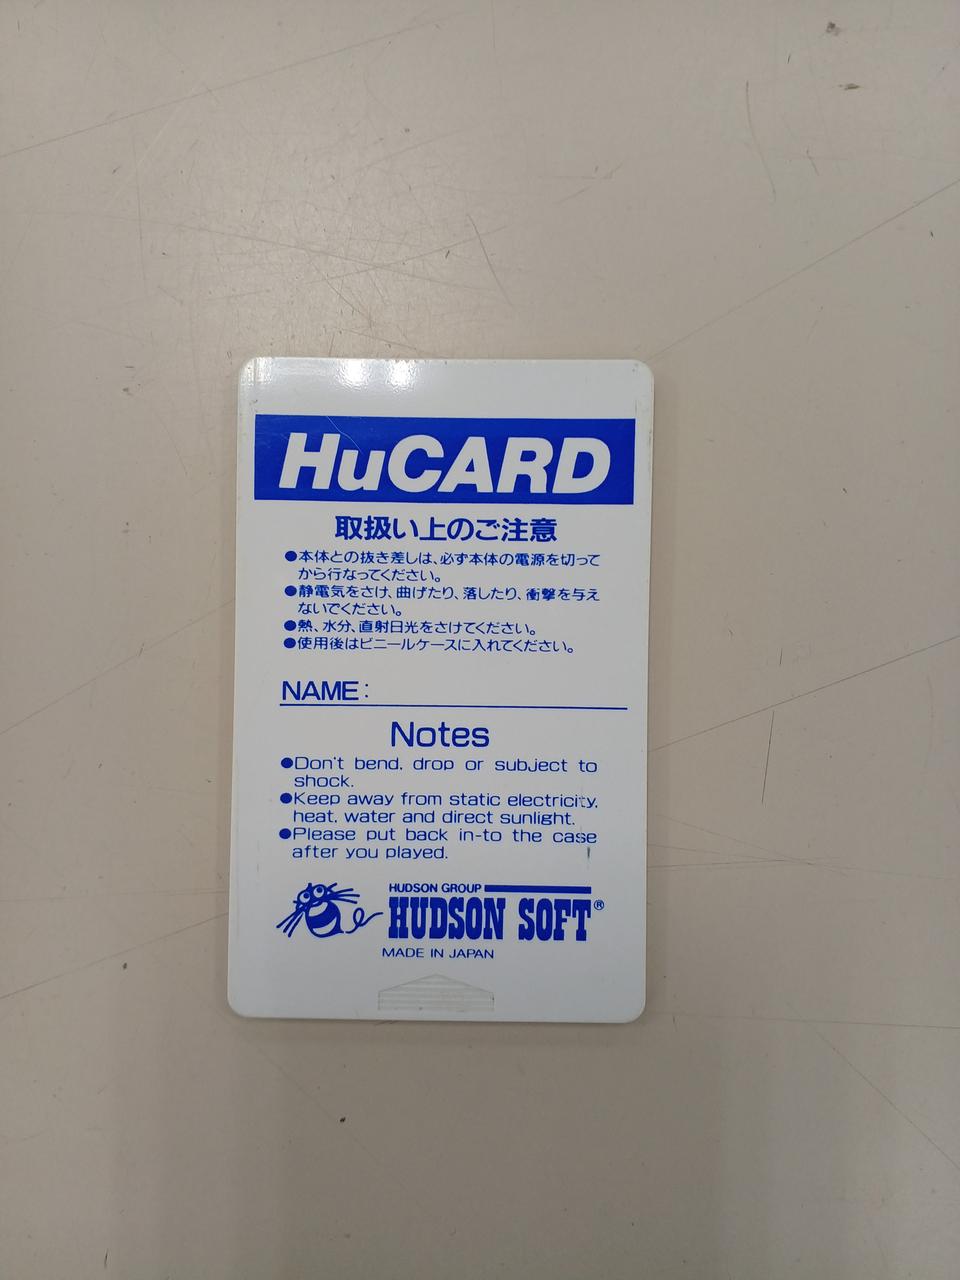 HuCARD
取扱い上のご注意
●本体との抜き差しは、必ず本体の電源を切って
から行なってください。
●静電気をさけ、曲げたり、落したり、衝撃を与え
ないでください。
●熱、水分、直射日光をさけてください。
●使用後はビニールケースに入れてください。
NAME:
Notes
●Don't bend, drop or subject to
shock.
●Keep away from static electricity,
heat, water and direct sunlight.
●Please put back in-to the case
after you played.
HUDSON GROUP
HUDSON SOFT®
MADE IN JAPAN